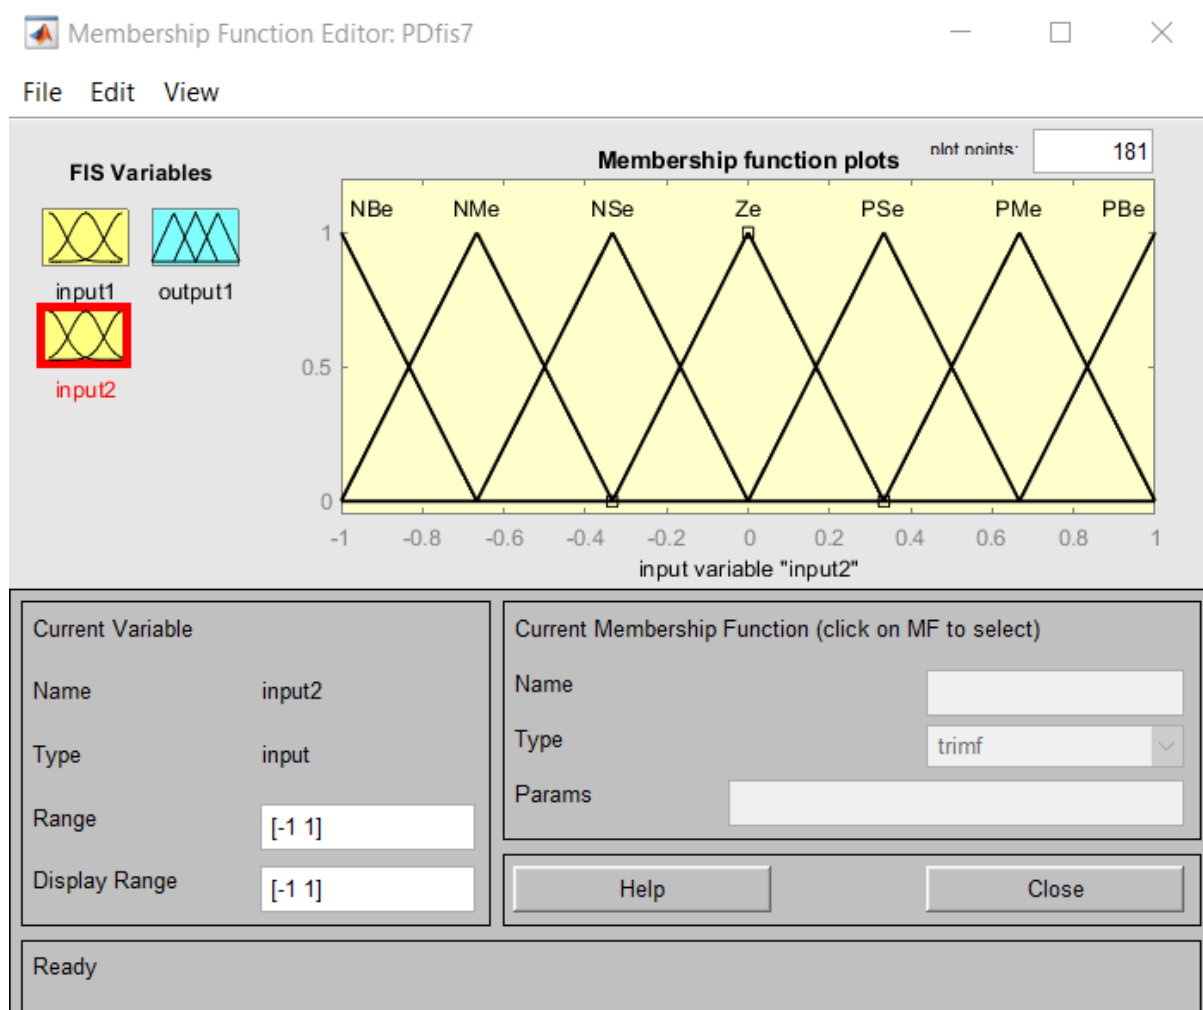 Membership Function Editor: PDfis7
File Edit View
FIS Variables
input1 output1
input2
Membership function plots plot points: 181
NBe NMe NSe Ze PSe PMe PBe
1
0.5
0
-1 -0.8 -0.6 -0.4 -0.2 0 0.2 0.4 0.6 0.8 1
input variable "input2"
Current Variable
Name input2
Type input
Range [-1 1]
Display Range [-1 1]
Current Membership Function (click on MF to select)
Name
Type trimf
Params
Help Close
Ready